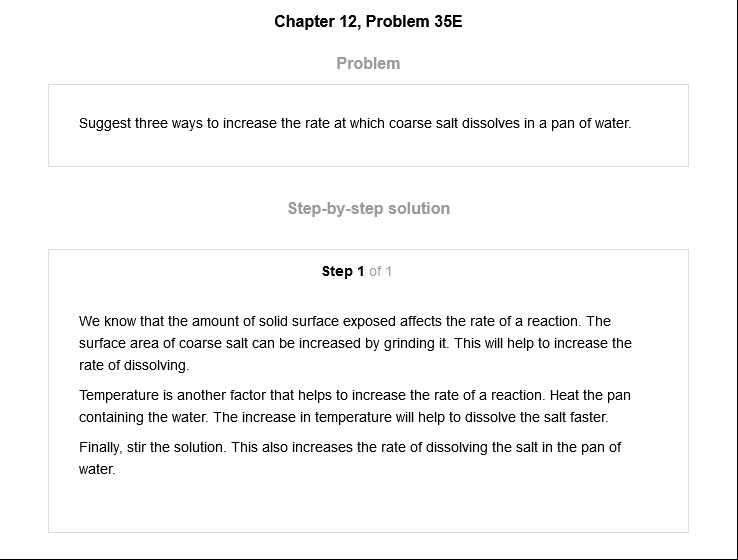 Chapter 12, Problem 35E
Problem
Suggest three ways to increase the rate at which coarse salt dissolves in a pan of water.
Step-by-step solution
Step 1 of 1
We know that the amount of solid surface exposed affects the rate of a reaction. The
surface area of coarse salt can be increased by grinding it. This will help to increase the
rate of dissolving.
Temperature is another factor that helps to increase the rate of a reaction. Heat the pan
containing the water. The increase in temperature will help to dissolve the salt faster.
Finally, stir the solution. This also increases the rate of dissolving the salt in the pan of
water.